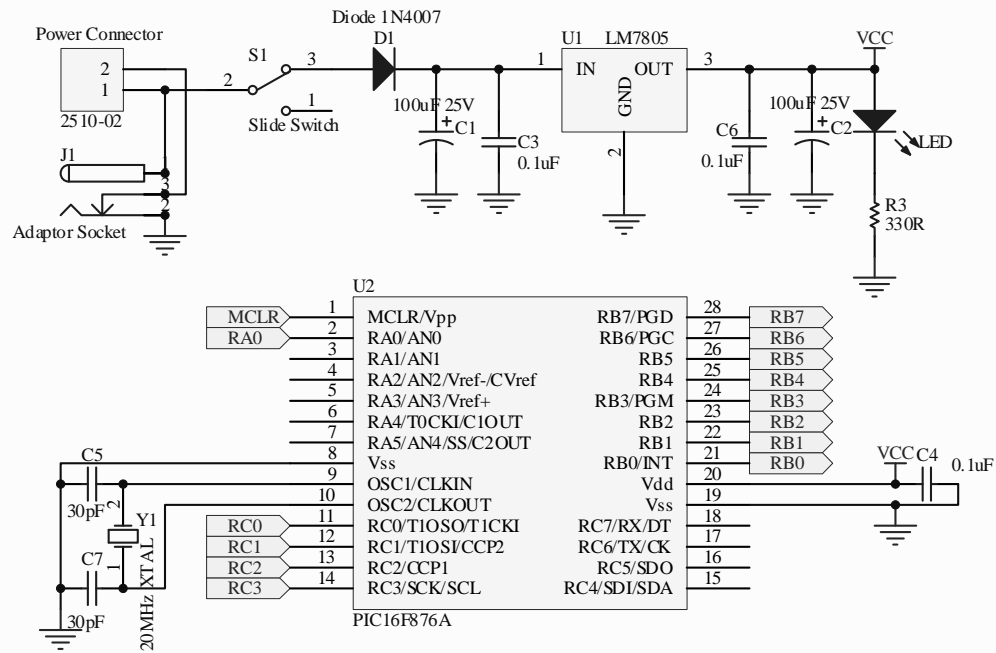 Diode 1N4007
Power Connector
2
1
2510-02
S1
2
3
1
Slide Switch
D1
100uF 25V
C1
C3
0.1uF
U1
LM7805
1
IN
OUT
GND
2
3
C6
0.1uF
100uF 25V
C2
VCC
LED
R3
330R
J1
3
2
Adaptor Socket
U2
MCLR
1
MCLR/Vpp
RB7/PGD
28
RB7
RA0
2
RA0/AN0
RB6/PGC
27
RB6
3
RA1/AN1
RB5
26
RB5
4
RA2/AN2/Vref-/CVref
RB4
25
RB4
5
RA3/AN3/Vref+
RB3/PGM
24
RB3
6
RA4/T0CKI/C1OUT
RB2
23
RB2
7
RA5/AN4/SS/C2OUT
RB1
22
RB1
8
Vss
RB0/INT
21
RB0
9
OSC1/CLKIN
Vdd
20
10
OSC2/CLKOUT
Vss
19
RC0
11
RC0/T1OSO/T1CKI
RC7/RX/DT
18
RC1
12
RC1/T1OSI/CCP2
RC6/TX/CK
17
RC2
13
RC2/CCP1
RC5/SDO
16
RC3
14
RC3/SCK/SCL
RC4/SDI/SDA
15
PIC16F876A
C5
30pF
2
Y1
1
20MHz XTAL
C7
30pF
VCC
C4
0.1uF